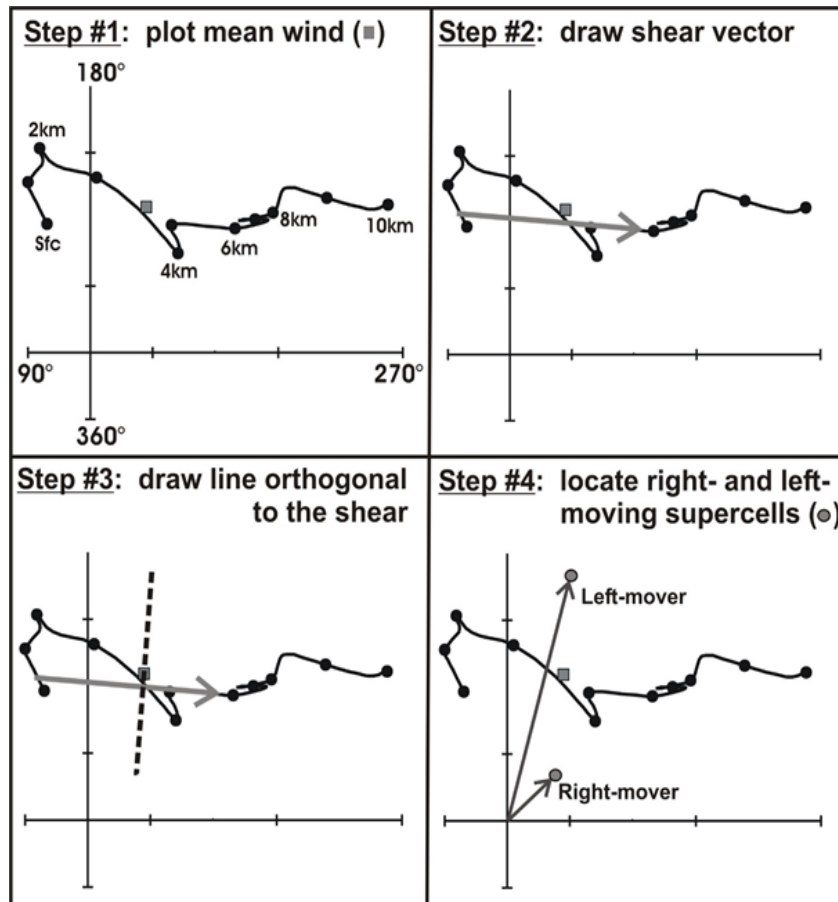 Step #1: plot mean wind (■)
180°
2km
Sfc
4km
6km
8km
10km
90°
270°
360°
Step #2: draw shear vector
Step #3: draw line orthogonal
to the shear
Step #4: locate right- and left-
moving supercells (●)
Left-mover
Right-mover